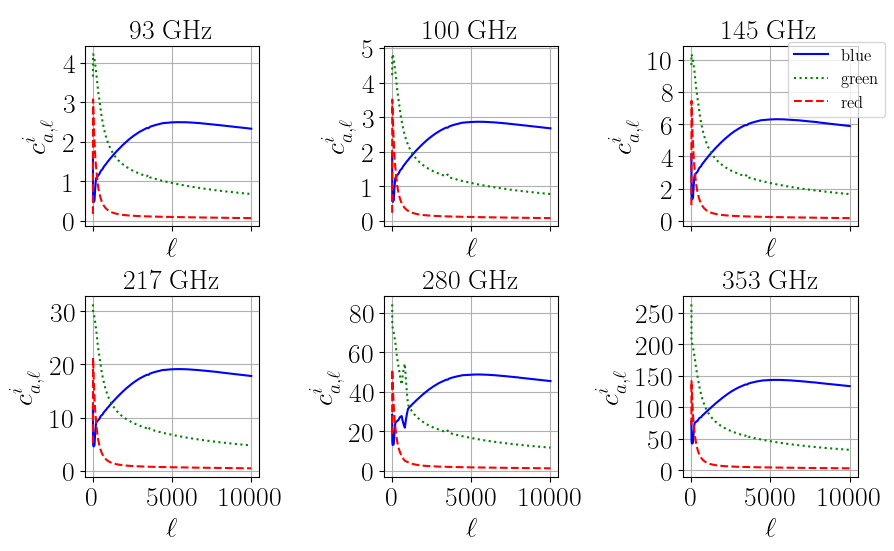 93 GHz
100 GHz
145 GHz
blue
green
red
4
3
2
1
0
5
4
3
2
1
0
10
8
6
4
2
0
c^i_{a,ℓ}
c^i_{a,ℓ}
c^i_{a,ℓ}
ℓ
ℓ
ℓ
217 GHz
280 GHz
353 GHz
30
20
10
0
80
60
40
20
0
250
200
150
100
50
0
c^i_{a,ℓ}
c^i_{a,ℓ}
c^i_{a,ℓ}
0 5000 10000
0 5000 10000
0 5000 10000
ℓ
ℓ
ℓ